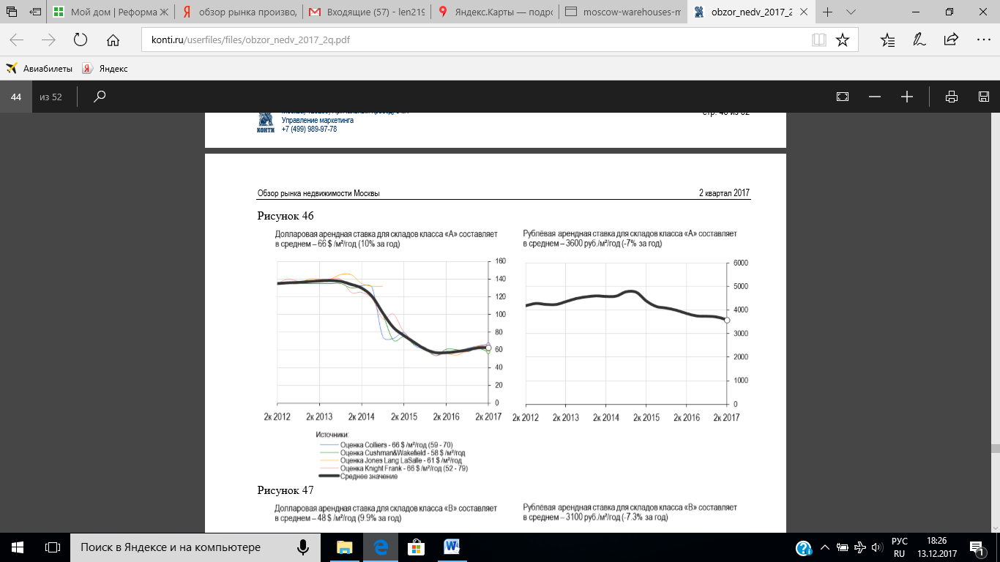 Мой дом | Реформа Ж
обзор рынка произво,
Входящие (57) - len219
Яндекс.Карты — подро
moscow-warehouses-m
obzor_nedv_2017_2
konti.ru/userfiles/files/obzor_nedv_2017_2q.pdf
Авиабилеты
Яндекс
44 из 52
Управление маркетинга
+7 (499) 989-97-78
КОНТИ
Обзор рынка недвижимости Москвы
2 квартал 2017
Рисунок 46
Долларовая арендная ставка для складов класса «А» составляет
в среднем – 66 $ /м²/год (10% за год)
160
140
120
100
80
60
40
20
0
2к 2012 2к 2013 2к 2014 2к 2015 2к 2016 2к 2017
Рублёвая арендная ставка для складов класса «А» составляет
в среднем – 3600 руб./м²/год (-7% за год)
6000
5000
4000
3000
2000
1000
0
2к 2012 2к 2013 2к 2014 2к 2015 2к 2016 2к 2017
Источники:
Оценка Colliers - 66 $ /м²/год (59 - 70)
Оценка Cushman&Wakefield - 58 $ /м²/год
Оценка Jones Lang LaSalle - 61 $ /м²/год
Оценка Knight Frank - 66 $ /м²/год (52 - 79)
Среднее значение
Рисунок 47
Долларовая арендная ставка для складов класса «В» составляет
в среднем – 48 $ /м²/год (9.9% за год)
Рублёвая арендная ставка для складов класса «В» составляет
в среднем – 3100 руб./м²/год (-7.3% за год)
Поиск в Яндексе и на компьютере
РУС
RU
18:26
13.12.2017
1